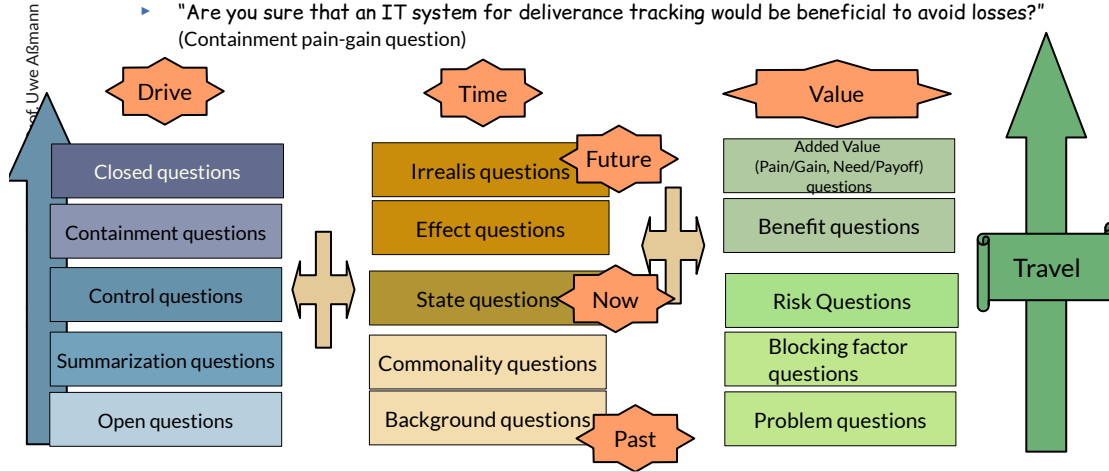 "Are you sure that an IT system for deliverance tracking would be beneficial to avoid losses?"
(Containment pain-gain question)
of. Uwe Aßmann
Drive
Closed questions
Containment questions
Control questions
Summarization questions
Open questions
Time
Irrealis questions
Future
Effect questions
State questions
Now
Commonality questions
Background questions
Past
Value
Added Value
(Pain/Gain, Need/Payoff)
questions
Benefit questions
Risk Questions
Blocking factor
questions
Problem questions
Travel